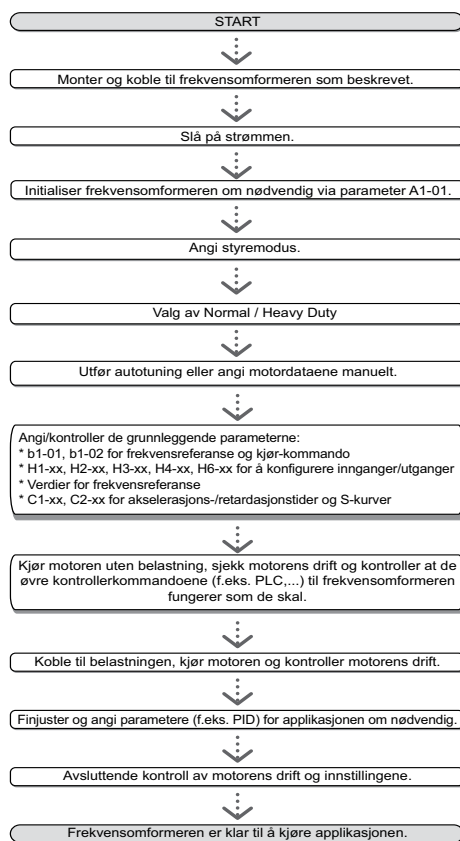 START
Monter og koble til frekvensomformeren som beskrevet.
Slå på strømmen.
Initialiser frekvensomformeren om nødvendig via parameter A1-01.
Angi styremodus.
Valg av Normal / Heavy Duty
Utfør autotuning eller angi motordataene manuelt.
Angi/kontroller de grunnleggende parameterne:
* b1-01, b1-02 for frekvensreferanse og kjør-kommando
* H1-xx, H2-xx, H3-xx, H4-xx, H6-xx for å konfigurere innganger/utganger
* Verdier for frekvensreferanse
* C1-xx, C2-xx for akselerasjons-/retardasjonstider og S-kurver
Kjør motoren uten belastning, sjekk motorens drift og kontroller at de
øvre kontrollerkommandoene (f.eks. PLC,...) til frekvensomformeren
fungerer som de skal.
Koble til belastningen, kjør motoren og kontroller motorens drift.
Finjuster og angi parametere (f.eks. PID) for applikasjonen om nødvendig.
Avsluttende kontroll av motorens drift og innstillingene.
Frekvensomformeren er klar til å kjøre applikasjonen.